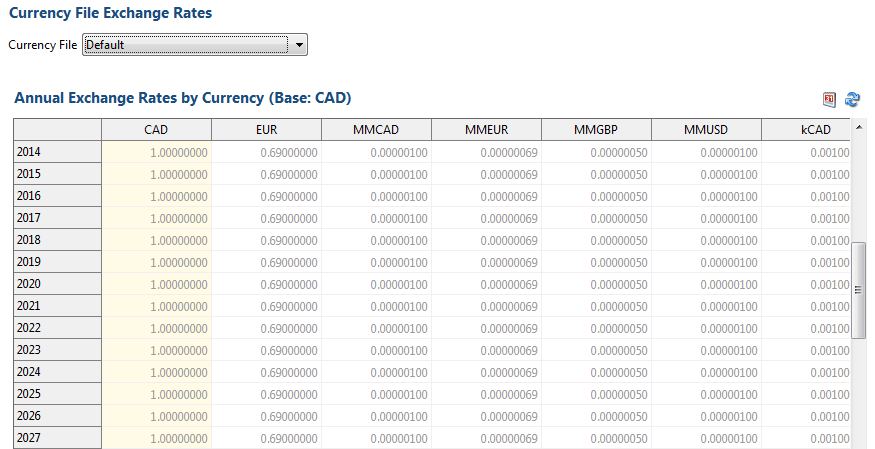 Currency File Exchange Rates
Currency File Default
Annual Exchange Rates by Currency (Base: CAD)
31
CAD EUR MMCAD MMEUR MMGBP MMUSD kCAD
2014 1.00000000 0.69000000 0.00000100 0.00000069 0.00000050 0.00000100 0.00100
2015 1.00000000 0.69000000 0.00000100 0.00000069 0.00000050 0.00000100 0.00100
2016 1.00000000 0.69000000 0.00000100 0.00000069 0.00000050 0.00000100 0.00100
2017 1.00000000 0.69000000 0.00000100 0.00000069 0.00000050 0.00000100 0.00100
2018 1.00000000 0.69000000 0.00000100 0.00000069 0.00000050 0.00000100 0.00100
2019 1.00000000 0.69000000 0.00000100 0.00000069 0.00000050 0.00000100 0.00100
2020 1.00000000 0.69000000 0.00000100 0.00000069 0.00000050 0.00000100 0.00100
2021 1.00000000 0.69000000 0.00000100 0.00000069 0.00000050 0.00000100 0.00100
2022 1.00000000 0.69000000 0.00000100 0.00000069 0.00000050 0.00000100 0.00100
2023 1.00000000 0.69000000 0.00000100 0.00000069 0.00000050 0.00000100 0.00100
2024 1.00000000 0.69000000 0.00000100 0.00000069 0.00000050 0.00000100 0.00100
2025 1.00000000 0.69000000 0.00000100 0.00000069 0.00000050 0.00000100 0.00100
2026 1.00000000 0.69000000 0.00000100 0.00000069 0.00000050 0.00000100 0.00100
2027 1.00000000 0.69000000 0.00000100 0.00000069 0.00000050 0.00000100 0.00100